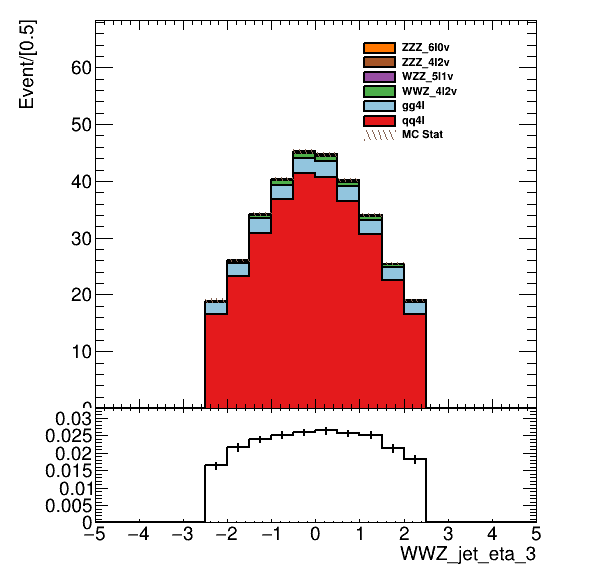 Event/[0.5]
60
50
40
30
20
10
0
ZZZ_6l0v
ZZZ_4l2v
WZZ_5l1v
WWZ_4l2v
gg4l
qq4l
MC Stat
0.03
0.025
0.02
0.015
0.01
0.005
0
−5 −4 −3 −2 −1 0 1 2 3 4 5
WWZ_jet_eta_3